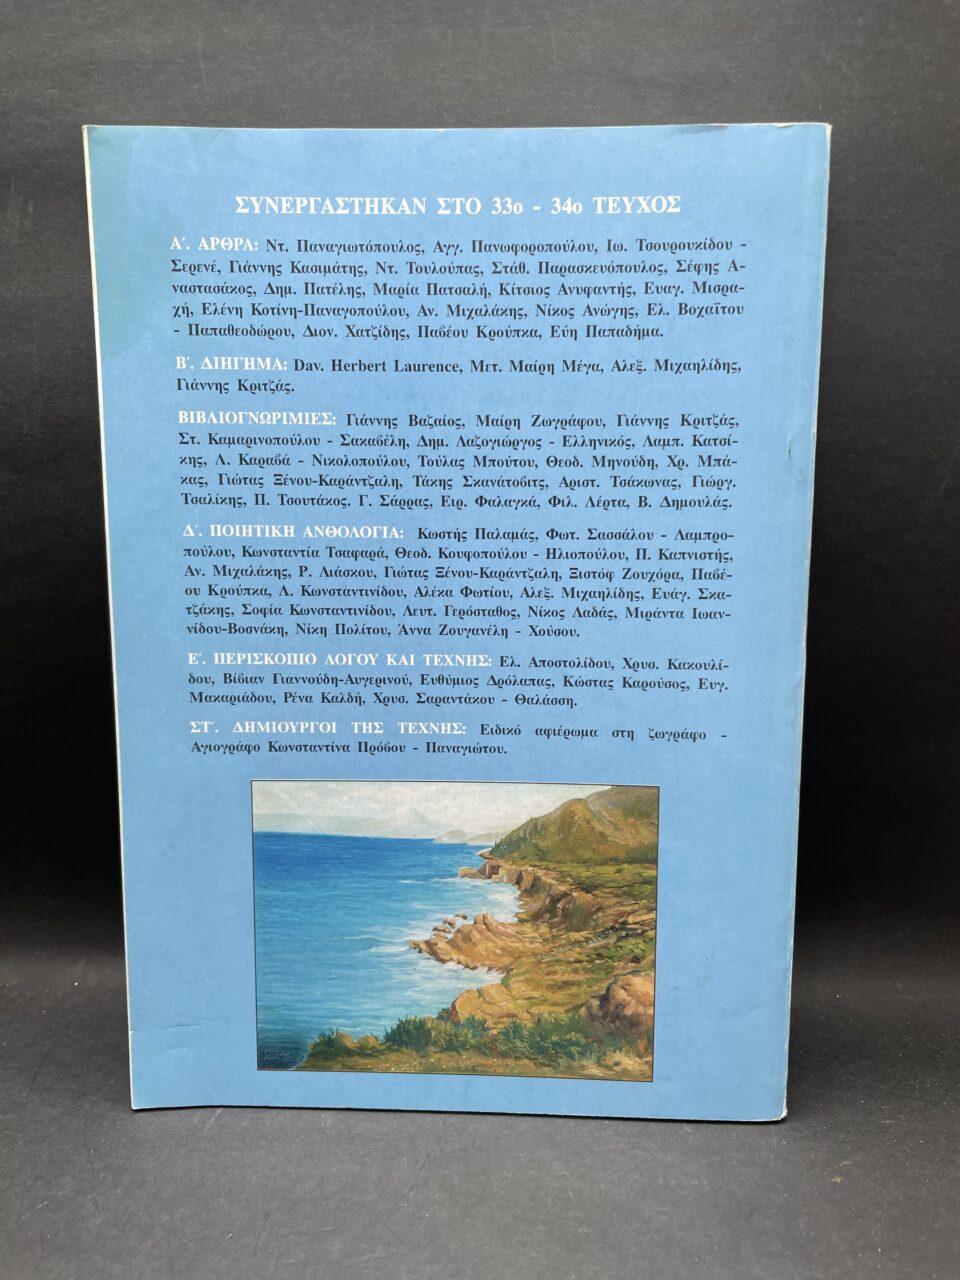 ΣΥΝΕΡΓΑΣΤΗΚΑΝ ΣΤΟ 33ο - 34ο ΤΕΥΧΟΣ
Α΄. ΑΡΘΡΑ: Ντ. Παναγιωτόπουλος, Αγγ. Πανωφοροπούλου, Ιω. Τσουρουκίδου -
Σερενέ, Γιάννης Κασιμάτης, Ντ. Τουλούπας, Στάθ. Παρασκευόπουλος, Σέφης Α-
ναστασάκος, Δημ. Πατέλης, Μαρία Πατσαλή, Κίτσιος Ανυφαντής, Ευαγ. Μισρα-
χή, Ελένη Κοτίνη-Παναγοπούλου, Αν. Μιχαλάκης, Νίκος Ανώγης, Ελ. Βοχαΐτου
- Παπαθεοδώρου, Διον. Χατζίδης, Παβέου Κρούπκα, Εύη Παπαδήμα.
Β΄. ΔΙΗΓΗΜΑ: Dav. Herbert Laurence, Μετ. Μαίρη Μέγα, Αλεξ. Μιχαηλίδης,
Γιάννης Κριτζάς.
ΒΙΒΛΙΟΓΝΩΡΙΜΙΕΣ: Γιάννης Βαζαίος, Μαίρη Ζωγράφου, Γιάννης Κριτζάς,
Στ. Καμαρινοπούλου - Σακαβέλη, Δημ. Λαζογιώργος - Ελληνικός, Λαμπ. Κατσί-
κης, Λ. Καραβά - Νικολοπούλου, Τούλας Μπούτου, Θεοδ. Μηνούδη, Χρ. Μπά-
κας, Γιώτας Ξένου-Καράντζαλη, Τάκης Σκανάτοβιτς, Αριστ. Τσάκωνας, Γιώργ.
Τσαλίκης, Π. Τσουτάκος. Γ. Σάρρας, Ειρ. Φαλαγκά, Φιλ. Λέρτα, Β. Δημουλάς.
Δ΄. ΠΟΙΗΤΙΚΗ ΑΝΘΟΛΟΓΙΑ: Κωστής Παλαμάς, Φωτ. Σασσάλου - Λαμπρο-
πούλου, Κωνσταντία Τσαφαρά, Θεοδ. Κουφοπούλου - Ηλιοπούλου, Π. Καπνιστής,
Αν. Μιχαλάκης, Ρ. Λιάσκου, Γιώτας Ξένου-Καράντζαλη, Ξιστόφ Ζουχόρα, Παβέ-
ου Κρούπκα, Λ. Κωνσταντινίδου, Αλέκα Φωτίου, Αλεξ. Μιχαηλίδης, Ευάγ. Σκα-
τζάκης, Σοφία Κωνσταντινίδου, Λευτ. Γερόσταθος, Νίκος Λαδάς, Μιράντα Ιωαν-
νίδου-Βοσνάκη, Νίκη Πολίτου, Άννα Ζουγανέλη - Χούσου.
Ε΄. ΠΕΡΙΣΚΟΠΙΟ ΛΟΓΟΥ ΚΑΙ ΤΕΧΝΗΣ: Ελ. Αποστολίδου, Χρυσ. Κακουλί-
δου, Βίβιαν Γιαννούδη-Αυγερινού, Ευθύμιος Δρόλαπας, Κώστας Καρούσος, Ευγ.
Μακαριάδου, Ρένα Καλδή, Χρυσ. Σαραντάκου - Θαλάσση.
ΣΤ΄. ΔΗΜΙΟΥΡΓΟΙ ΤΗΣ ΤΕΧΝΗΣ: Ειδικό αφιέρωμα στη ζωγράφο -
Αγιογράφο Κωνσταντίνα Πρόβου - Παναγιώτου.